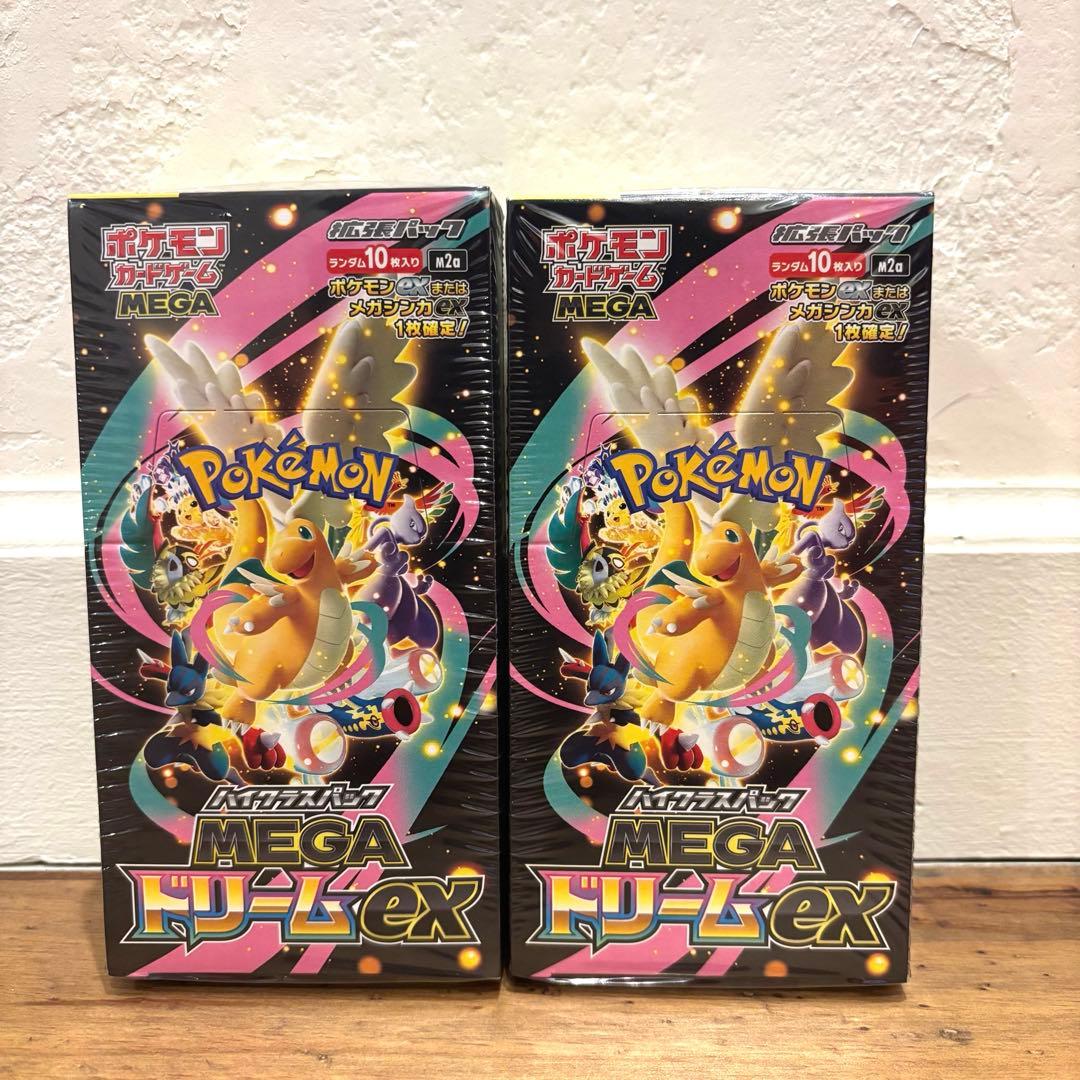 ポケモン
カードゲーム
MEGA
拡張パック
ランダム10枚入り M2a
ポケモンexまたは
メガシンカex
1枚確定!
POKÉMON
TM
ハイクラスパック
MEGA
ドリームex
ポケモン
カードゲーム
MEGA
拡張パック
ランダム10枚入り M2a
ポケモンexまたは
メガシンカex
1枚確定!
POKÉMON
TM
ハイクラスパック
MEGA
ドリームex